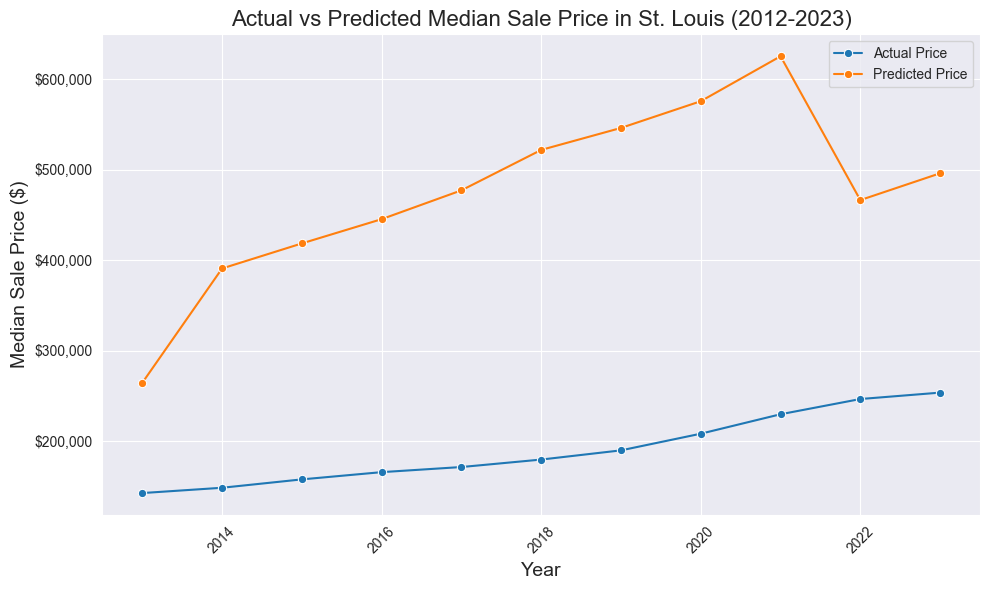 Actual vs Predicted Median Sale Price in St. Louis (2012-2023)
Actual Price
Predicted Price
Median Sale Price ($)
$600,000
$500,000
$400,000
$300,000
$200,000
2014
2016
2018
2020
2022
Year